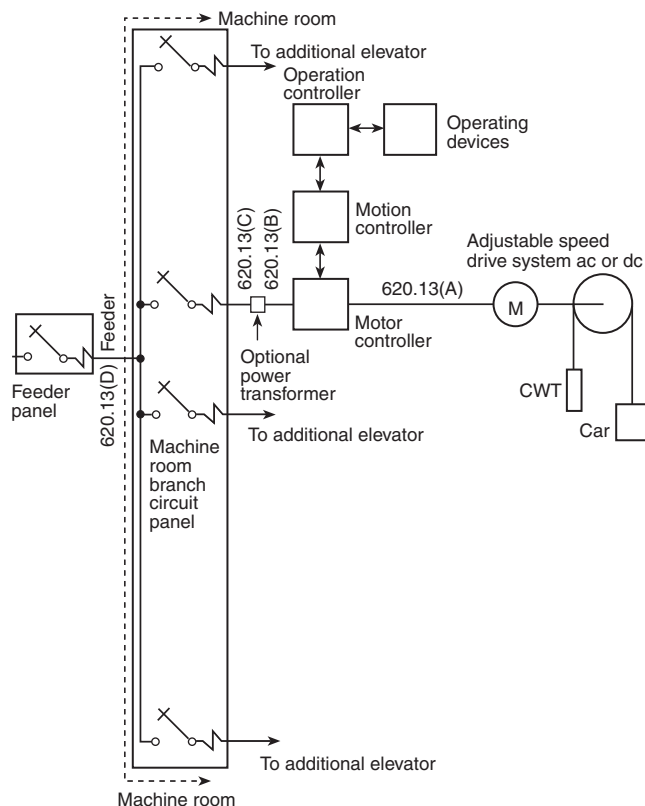 Machine room
To additional elevator
Operation
controller
Operating
devices
Motion
controller
620.13(C)
620.13(B)
Adjustable speed
drive system ac or dc
620.13(A)
M
Motor
controller
Feeder
620.13(D)
Optional
power
transformer
Feeder
panel
CWT
Car
To additional elevator
Machine
room
branch
circuit
panel
To additional elevator
Machine room